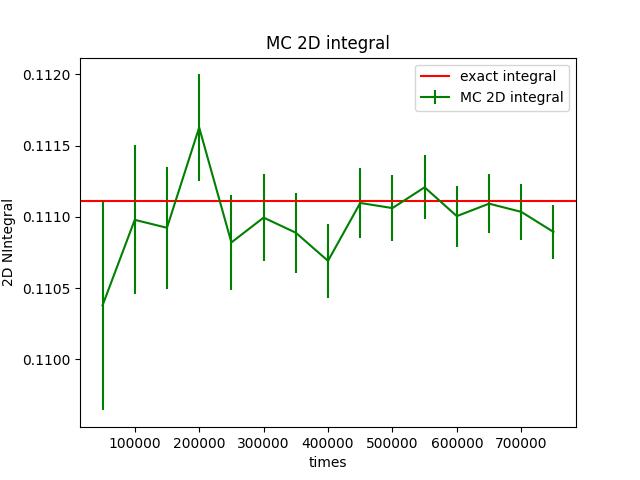 MC 2D integral
exact integral
MC 2D integral
2D NIntegral
0.1120
0.1115
0.1110
0.1105
0.1100
100000 200000 300000 400000 500000 600000 700000
times